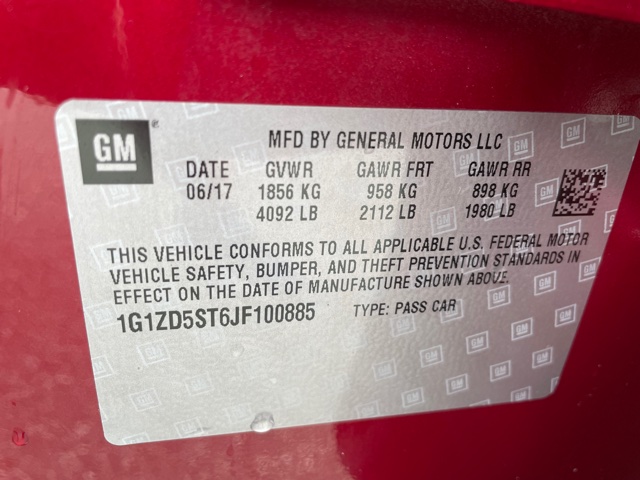 GM®
MFD BY GENERAL MOTORS LLC
DATE GVWR GAWR FRT GAWR RR
06/17 1856 KG 958 KG 898 KG
4092 LB 2112 LB 1980 LB
THIS VEHICLE CONFORMS TO ALL APPLICABLE U.S. FEDERAL MOTOR
VEHICLE SAFETY, BUMPER, AND THEFT PREVENTION STANDARDS IN
EFFECT ON THE DATE OF MANUFACTURE SHOWN ABOVE.
1G1ZD5ST6JF100885 TYPE: PASS CAR